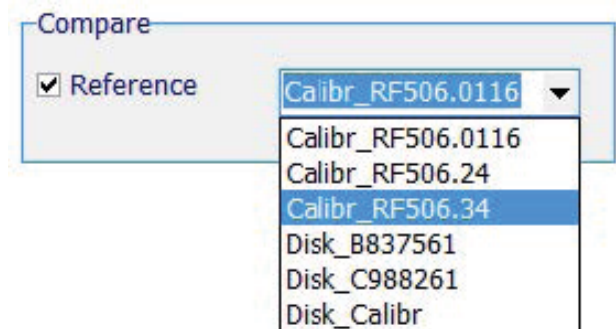 Compare
Reference Calibr_RF506.0116
Calibr_RF506.0116
Calibr_RF506.24
Calibr_RF506.34
Disk_B837561
Disk_C988261
Disk_Calibr